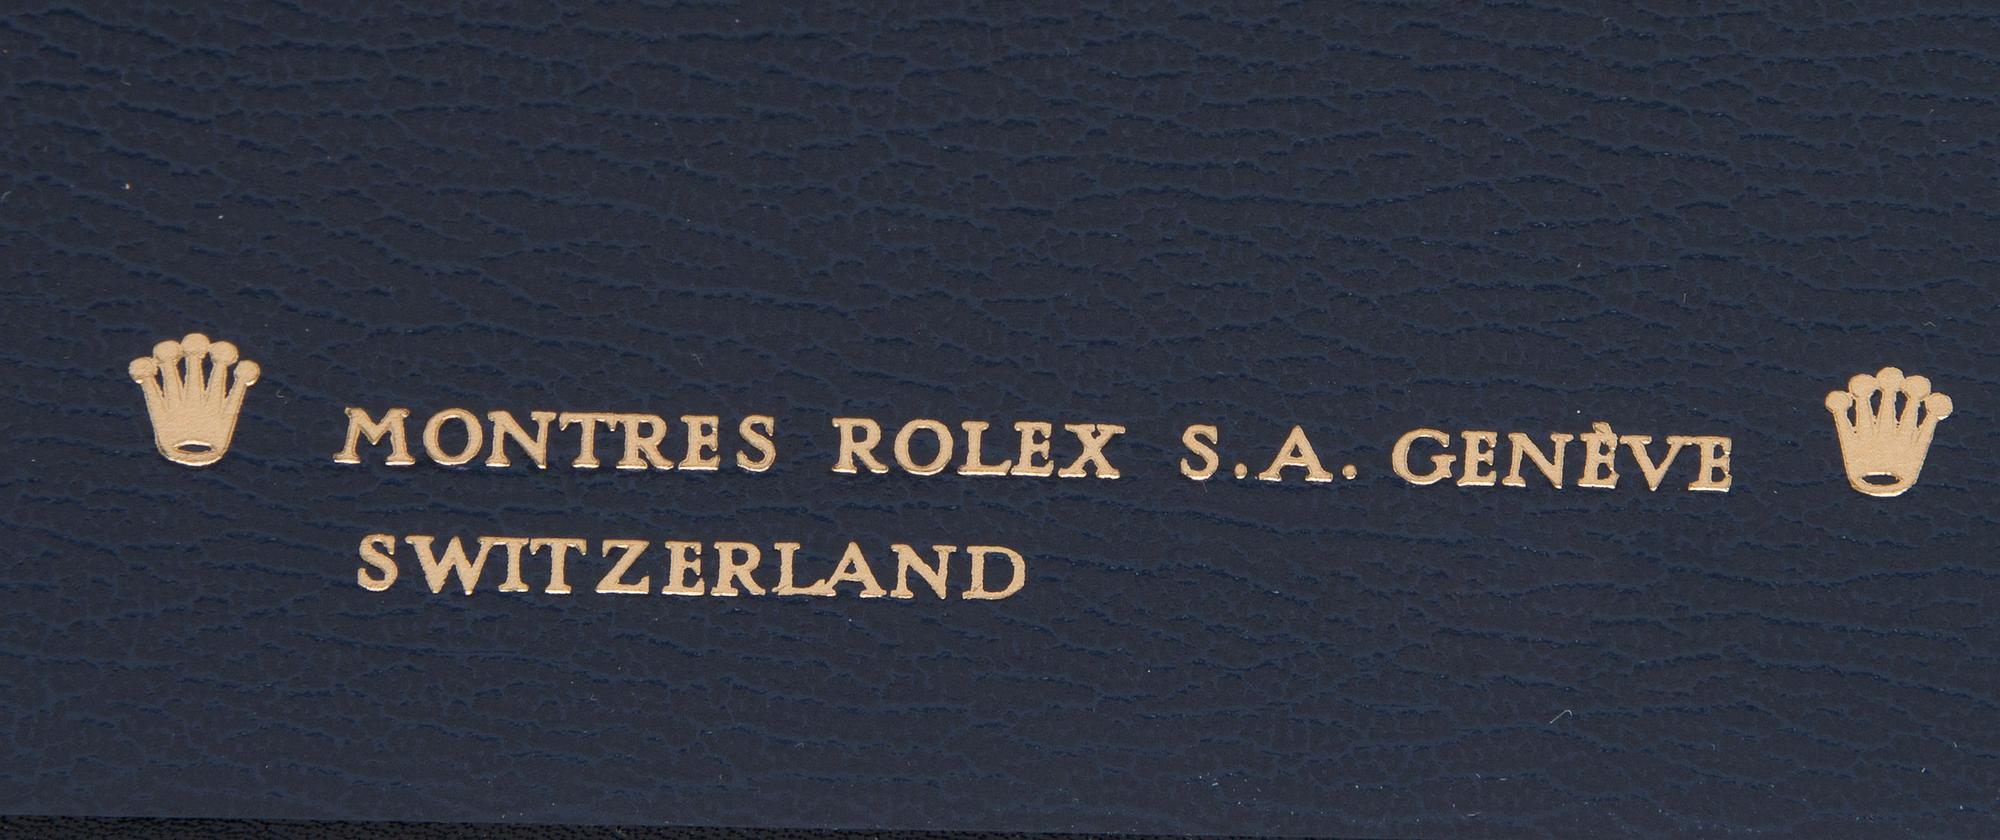 MONTRES ROLEX S.A. GENÈVE
SWITZERLAND